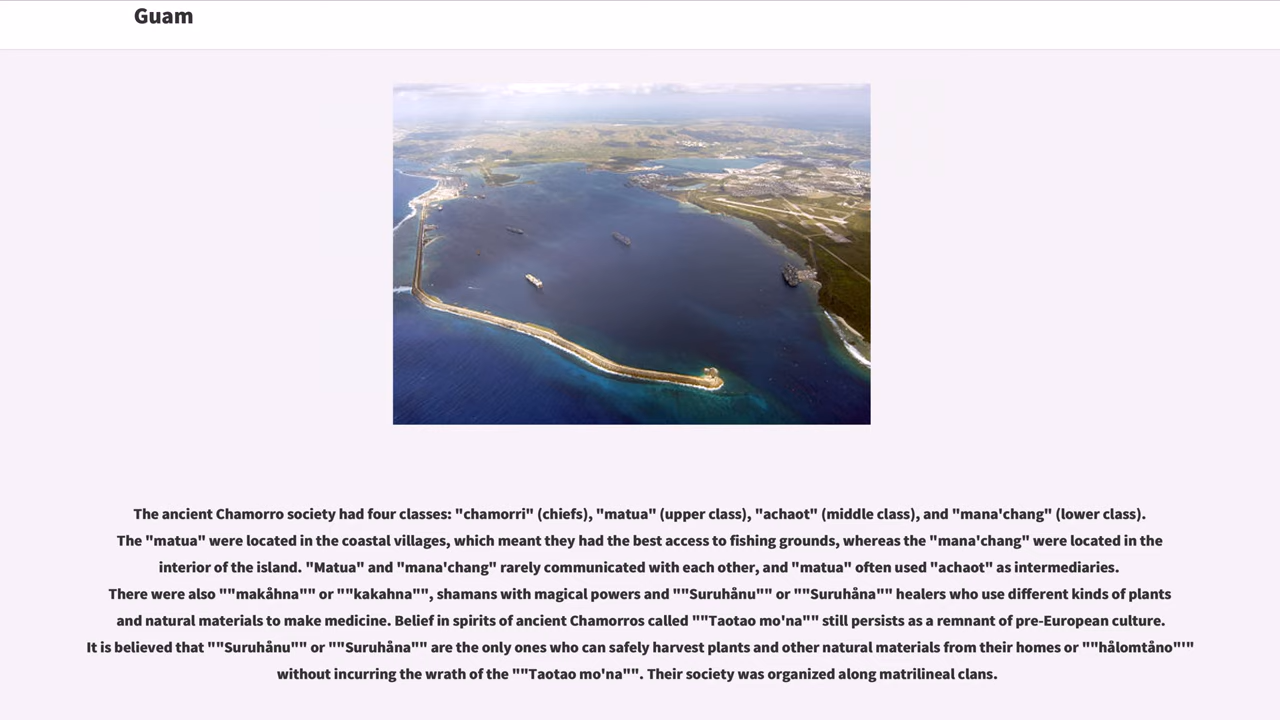 Guam
The ancient Chamorro society had four classes: "chamorri" (chiefs), "matua" (upper class), "achaot" (middle class), and "mana'chang" (lower class).
The "matua" were located in the coastal villages, which meant they had the best access to fishing grounds, whereas the "mana'chang" were located in the
interior of the island. "Matua" and "mana'chang" rarely communicated with each other, and "matua" often used "achaot" as intermediaries.
There were also ""makåhna"" or ""kakahna"", shamans with magical powers and ""Suruhånu"" or ""Suruhåna"" healers who use different kinds of plants
and natural materials to make medicine. Belief in spirits of ancient Chamorros called ""Taotao mo'na"" still persists as a remnant of pre-European culture.
It is believed that ""Suruhånu"" or ""Suruhåna"" are the only ones who can safely harvest plants and other natural materials from their homes or ""hålomtåno"'"
without incurring the wrath of the ""Taotao mo'na"". Their society was organized along matrilineal clans.